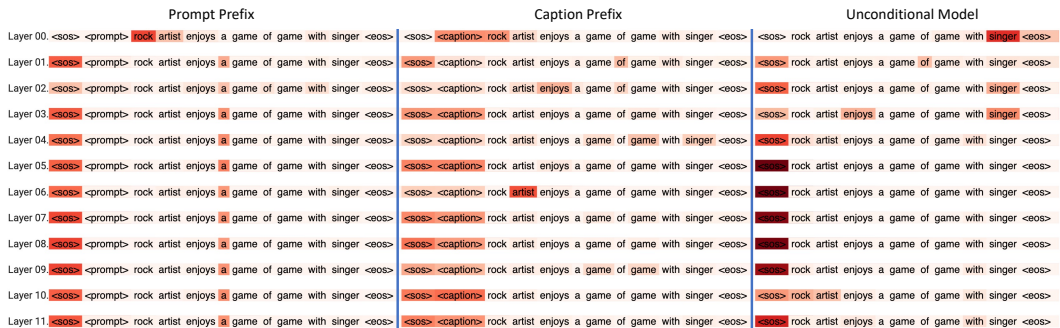 Prompt Prefix Caption Prefix Unconditional Model
Layer 00. <sos> <prompt> rock artist enjoys a game of game with singer <eos> <sos> <caption> rock artist enjoys a game of game with singer <eos> <sos> rock artist enjoys a game of game with singer <eos>
Layer 01. <sos> <prompt> rock artist enjoys a game of game with singer <eos> <sos> <caption> rock artist enjoys a game of game with singer <eos> <sos> rock artist enjoys a game of game with singer <eos>
Layer 02. <sos> <prompt> rock artist enjoys a game of game with singer <eos> <sos> <caption> rock artist enjoys a game of game with singer <eos> <sos> rock artist enjoys a game of game with singer <eos>
Layer 03. <sos> <prompt> rock artist enjoys a game of game with singer <eos> <sos> <caption> rock artist enjoys a game of game with singer <eos> <sos> rock artist enjoys a game of game with singer <eos>
Layer 04. <sos> <prompt> rock artist enjoys a game of game with singer <eos> <sos> <caption> rock artist enjoys a game of game with singer <eos> <sos> rock artist enjoys a game of game with singer <eos>
Layer 05. <sos> <prompt> rock artist enjoys a game of game with singer <eos> <sos> <caption> rock artist enjoys a game of game with singer <eos> <sos> rock artist enjoys a game of game with singer <eos>
Layer 06. <sos> <prompt> rock artist enjoys a game of game with singer <eos> <sos> <caption> rock artist enjoys a game of game with singer <eos> <sos> rock artist enjoys a game of game with singer <eos>
Layer 07. <sos> <prompt> rock artist enjoys a game of game with singer <eos> <sos> <caption> rock artist enjoys a game of game with singer <eos> <sos> rock artist enjoys a game of game with singer <eos>
Layer 08. <sos> <prompt> rock artist enjoys a game of game with singer <eos> <sos> <caption> rock artist enjoys a game of game with singer <eos> <sos> rock artist enjoys a game of game with singer <eos>
Layer 09. <sos> <prompt> rock artist enjoys a game of game with singer <eos> <sos> <caption> rock artist enjoys a game of game with singer <eos> <sos> rock artist enjoys a game of game with singer <eos>
Layer 10. <sos> <prompt> rock artist enjoys a game of game with singer <eos> <sos> <caption> rock artist enjoys a game of game with singer <eos> <sos> rock artist enjoys a game of game with singer <eos>
Layer 11. <sos> <prompt> rock artist enjoys a game of game with singer <eos> <sos> <caption> rock artist enjoys a game of game with singer <eos> <sos> rock artist enjoys a game of game with singer <eos>